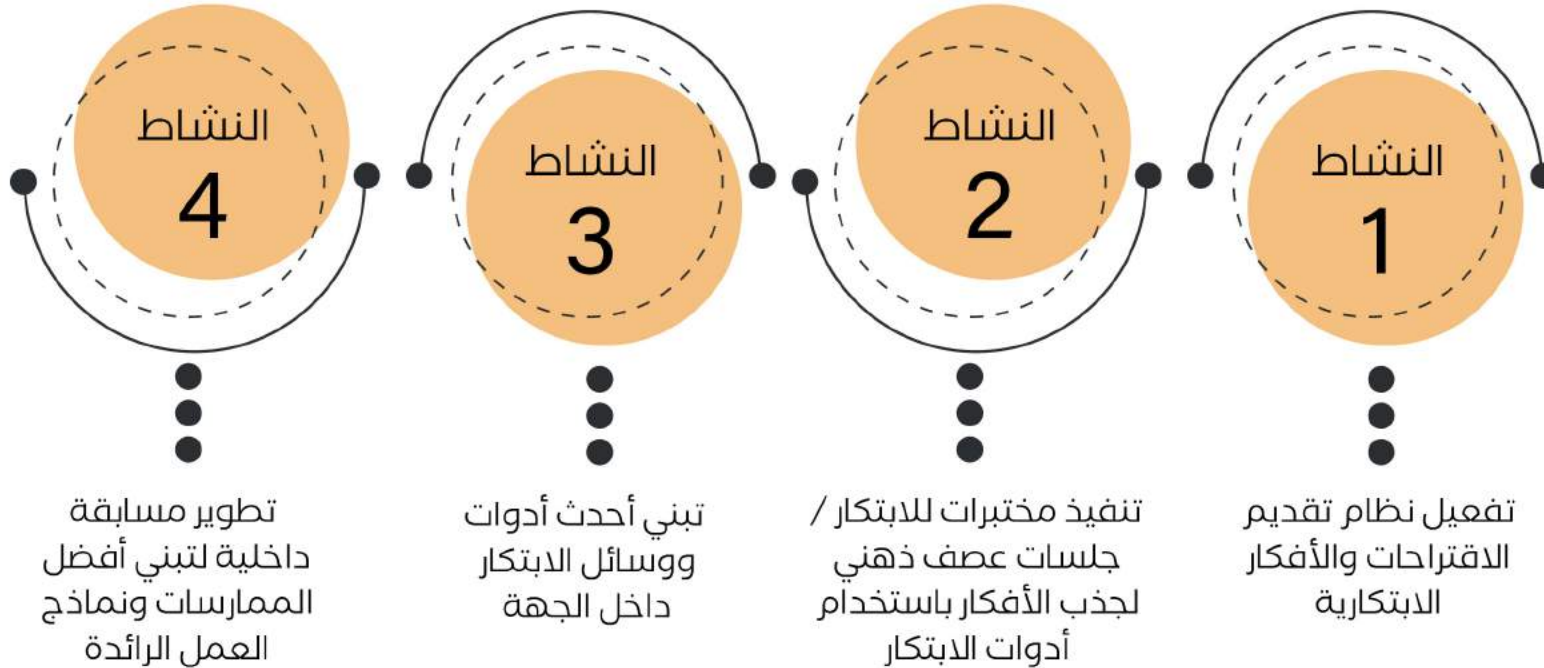 النشاط
1
تفعيل نظام تقديم
الاقتراحات والأفكار
الابتكارية
النشاط
2
تنفيذ مختبرات للابتكار /
جلسات عصف ذهني
لجذب الأفكار باستخدام
أدوات الابتكار
النشاط
3
تبني أحدث أدوات
ووسائل الابتكار
داخل الجهة
النشاط
4
تطوير مسابقة
داخلية لتبني أفضل
الممارسات ونماذج
العمل الرائدة